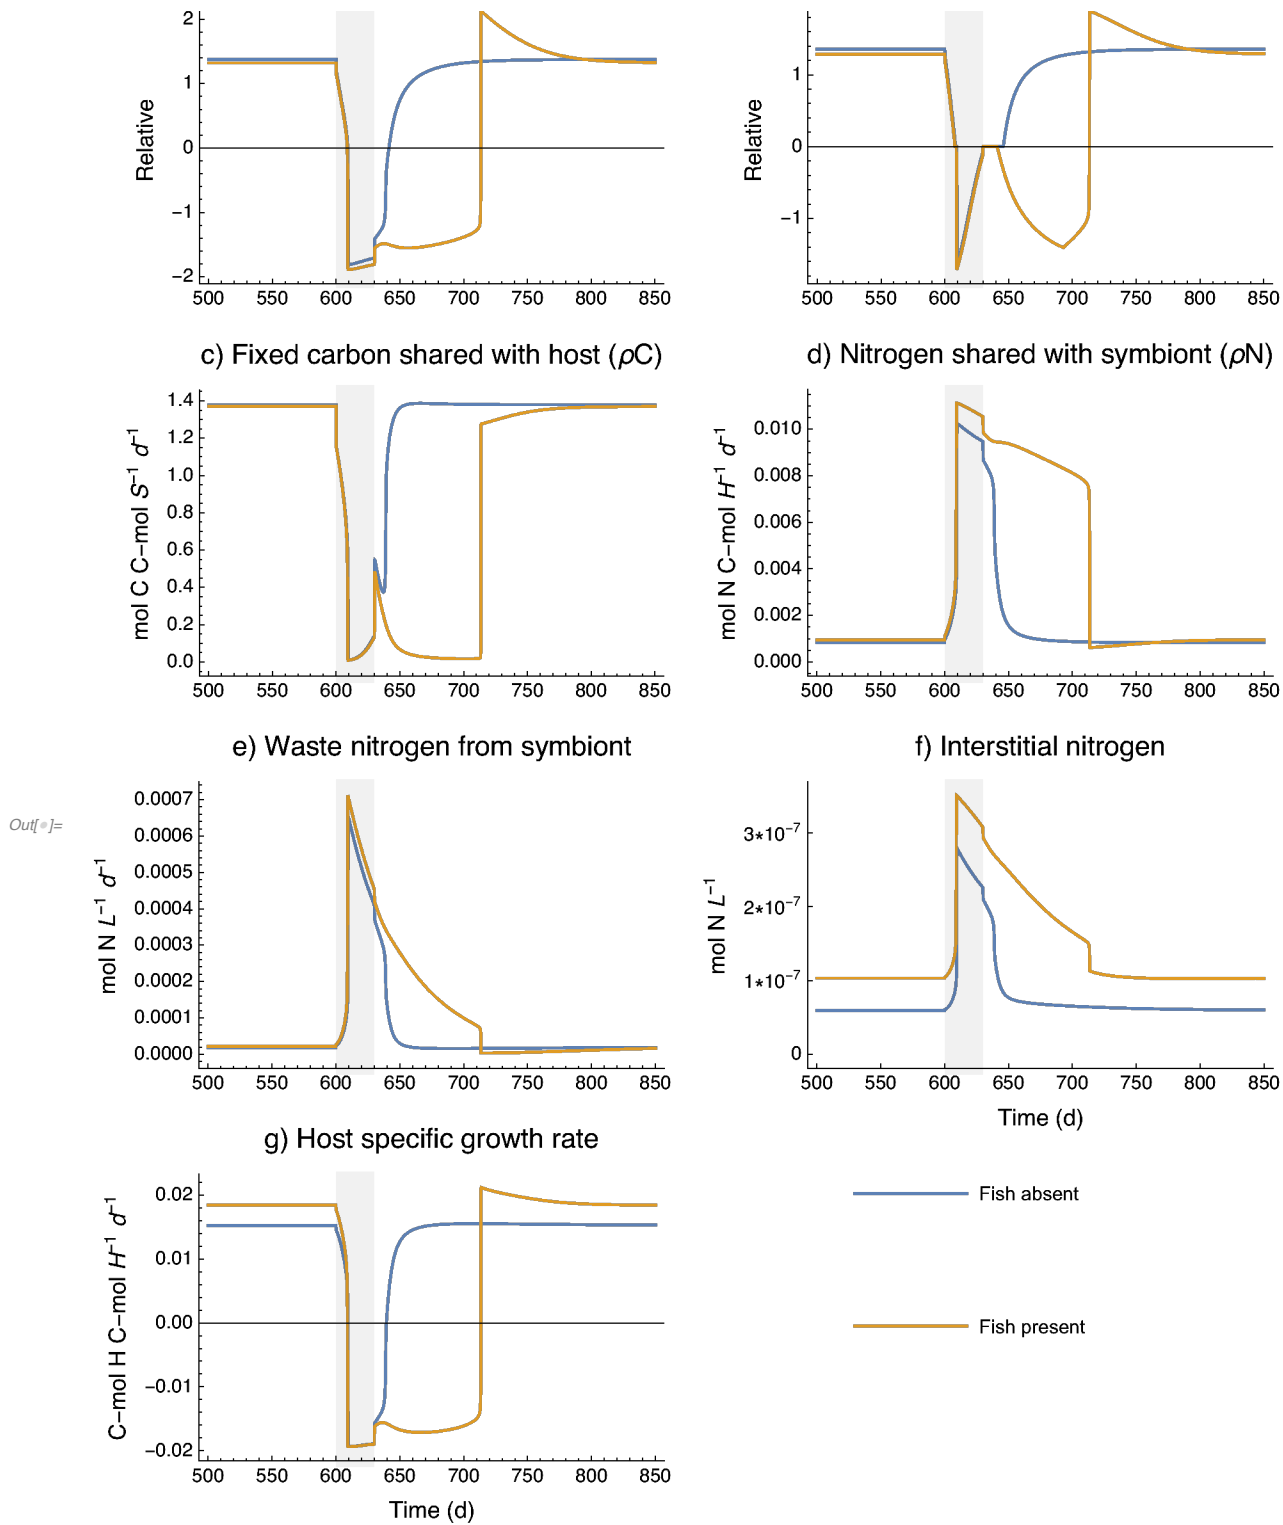 2
1
0
−1
−2
Relative
500 550 600 650 700 750 800 850
1
0
−1
Relative
500 550 600 650 700 750 800 850
c) Fixed carbon shared with host (ρC)
1.4
1.2
1.0
0.8
0.6
0.4
0.2
0.0
mol C C−mol S⁻¹ d⁻¹
500 550 600 650 700 750 800 850
d) Nitrogen shared with symbiont (ρN)
0.010
0.008
0.006
0.004
0.002
0.000
mol N C−mol H⁻¹ d⁻¹
500 550 600 650 700 750 800 850
Out[•]=
e) Waste nitrogen from symbiont
0.0007
0.0006
0.0005
0.0004
0.0003
0.0002
0.0001
0.0000
mol N L⁻¹ d⁻¹
500 550 600 650 700 750 800 850
f) Interstitial nitrogen
3*10⁻⁷
2*10⁻⁷
1*10⁻⁷
0
mol N L⁻¹
500 550 600 650 700 750 800 850
Time (d)
g) Host specific growth rate
0.02
0.01
0.00
−0.01
−0.02
C−mol H C−mol H⁻¹ d⁻¹
500 550 600 650 700 750 800 850
Time (d)
Fish absent
Fish present